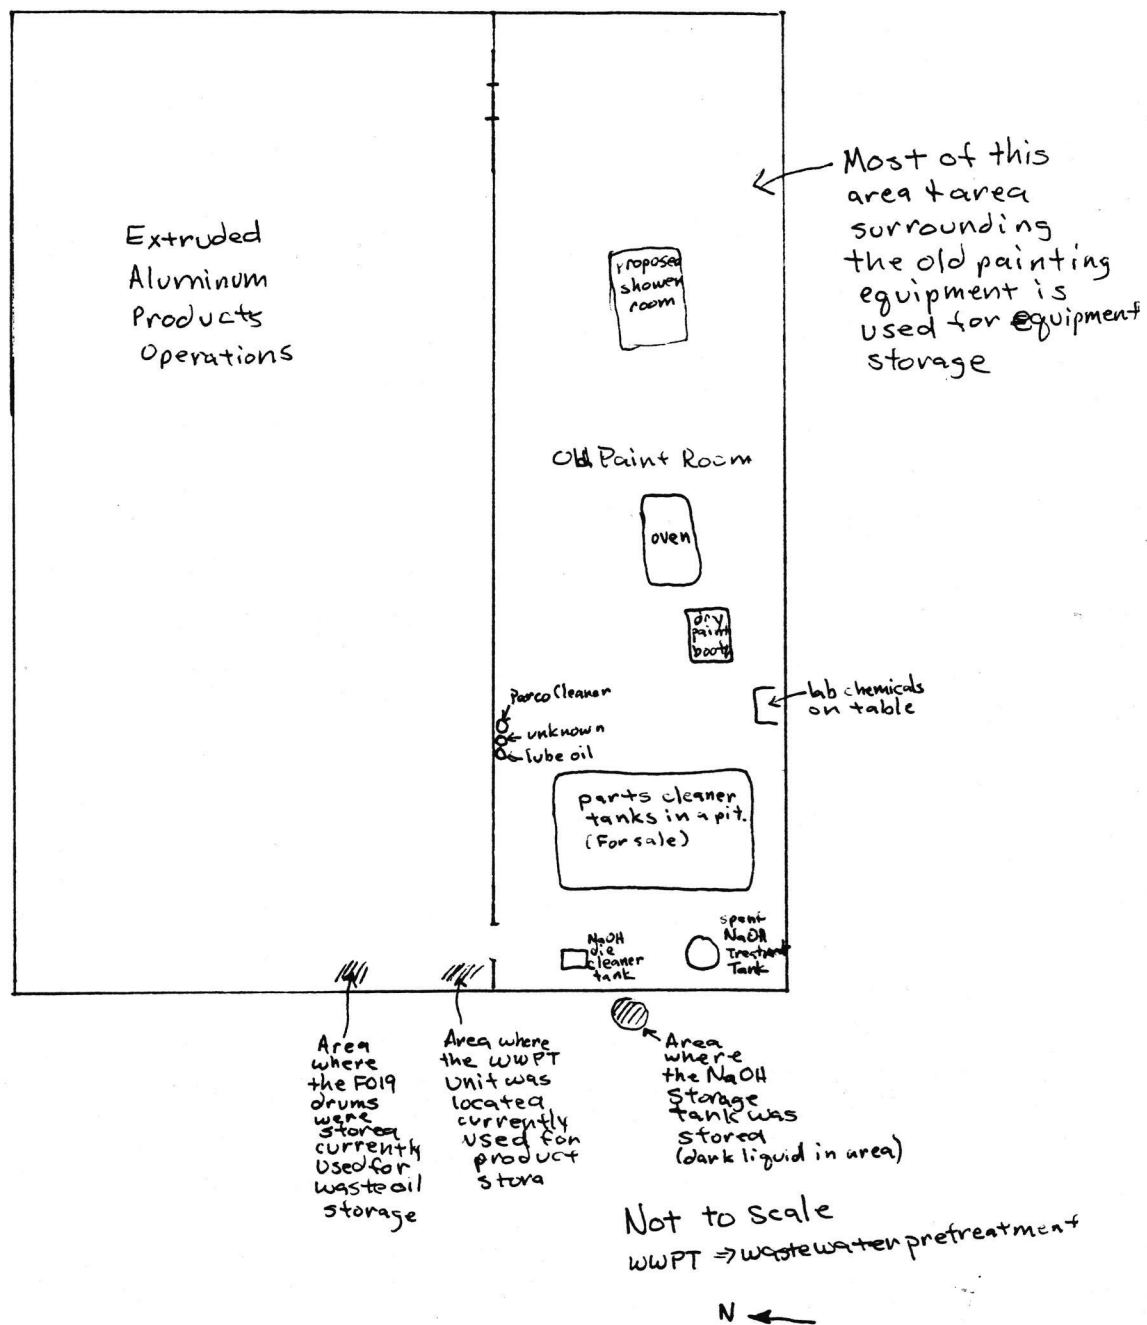 Most of this
area + area
surrounding
the old painting
equipment is
used for equipment
storage
Extruded
Aluminum
Products
Operations
Proposed
shower
room
Old Paint Room
oven
dry
paint
booth
Parco Cleaner
unknown
lube oil
lab chemicals
on table
parts cleaner
tanks in a pit.
(For sale)
NaOH
die
cleaner
tank
spent
NaOH
Treatment
Tank
Area
where
the F019
drums
were
stored
currently
used for
waste oil
storage
Area where
the WWPT
unit was
located
currently
used for
product
stora
Area
where
the NaOH
storage
tank was
stored
(dark liquid in area)
Not to scale
WWPT ⇒ wastewater pretreatment
N